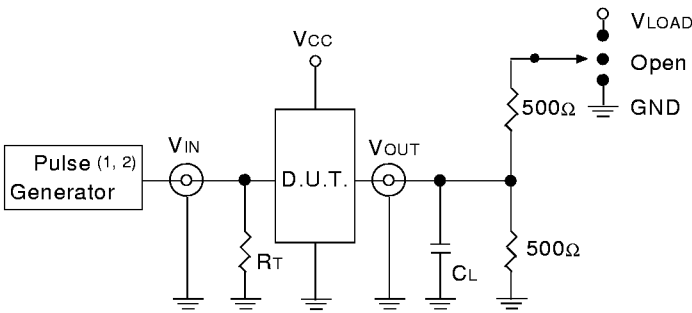 VLOAD
VCC
Open
500Ω
GND
VIN
VOUT
Pulse (1, 2)
Generator
D.U.T.
RT
CL
500Ω